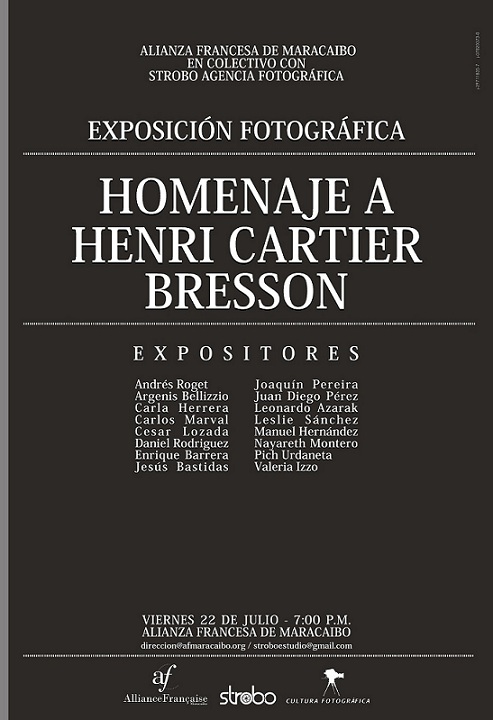 ALIANZA FRANCESA DE MARACAIBO
EN COLECTIVO CON
STROBO AGENCIA FOTOGRÁFICA
EXPOSICIÓN FOTOGRÁFICA
HOMENAJE A
HENRI CARTIER
BRESSON
EXPOSITORES
Andrés Roget
Argenis Bellizzio
Carla Herrera
Carlos Marval
Cesar Lozada
Daniel Rodriguez
Enrique Barrera
Jesús Bastidas
Joaquín Pereira
Juan Diego Pérez
Leonardo Azarak
Leslie Sánchez
Manuel Hernández
Nayareth Montero
Pich Urdaneta
Valeria Izzo
VIERNES 22 DE JULIO - 7:00 P.M.
ALIANZA FRANCESA DE MARACAIBO
direccion@afmaracaibo.org / stroboestudio@gmail.com
af
AllianceFrançaise
strobo
CULTURA FOTOGRÁFICA